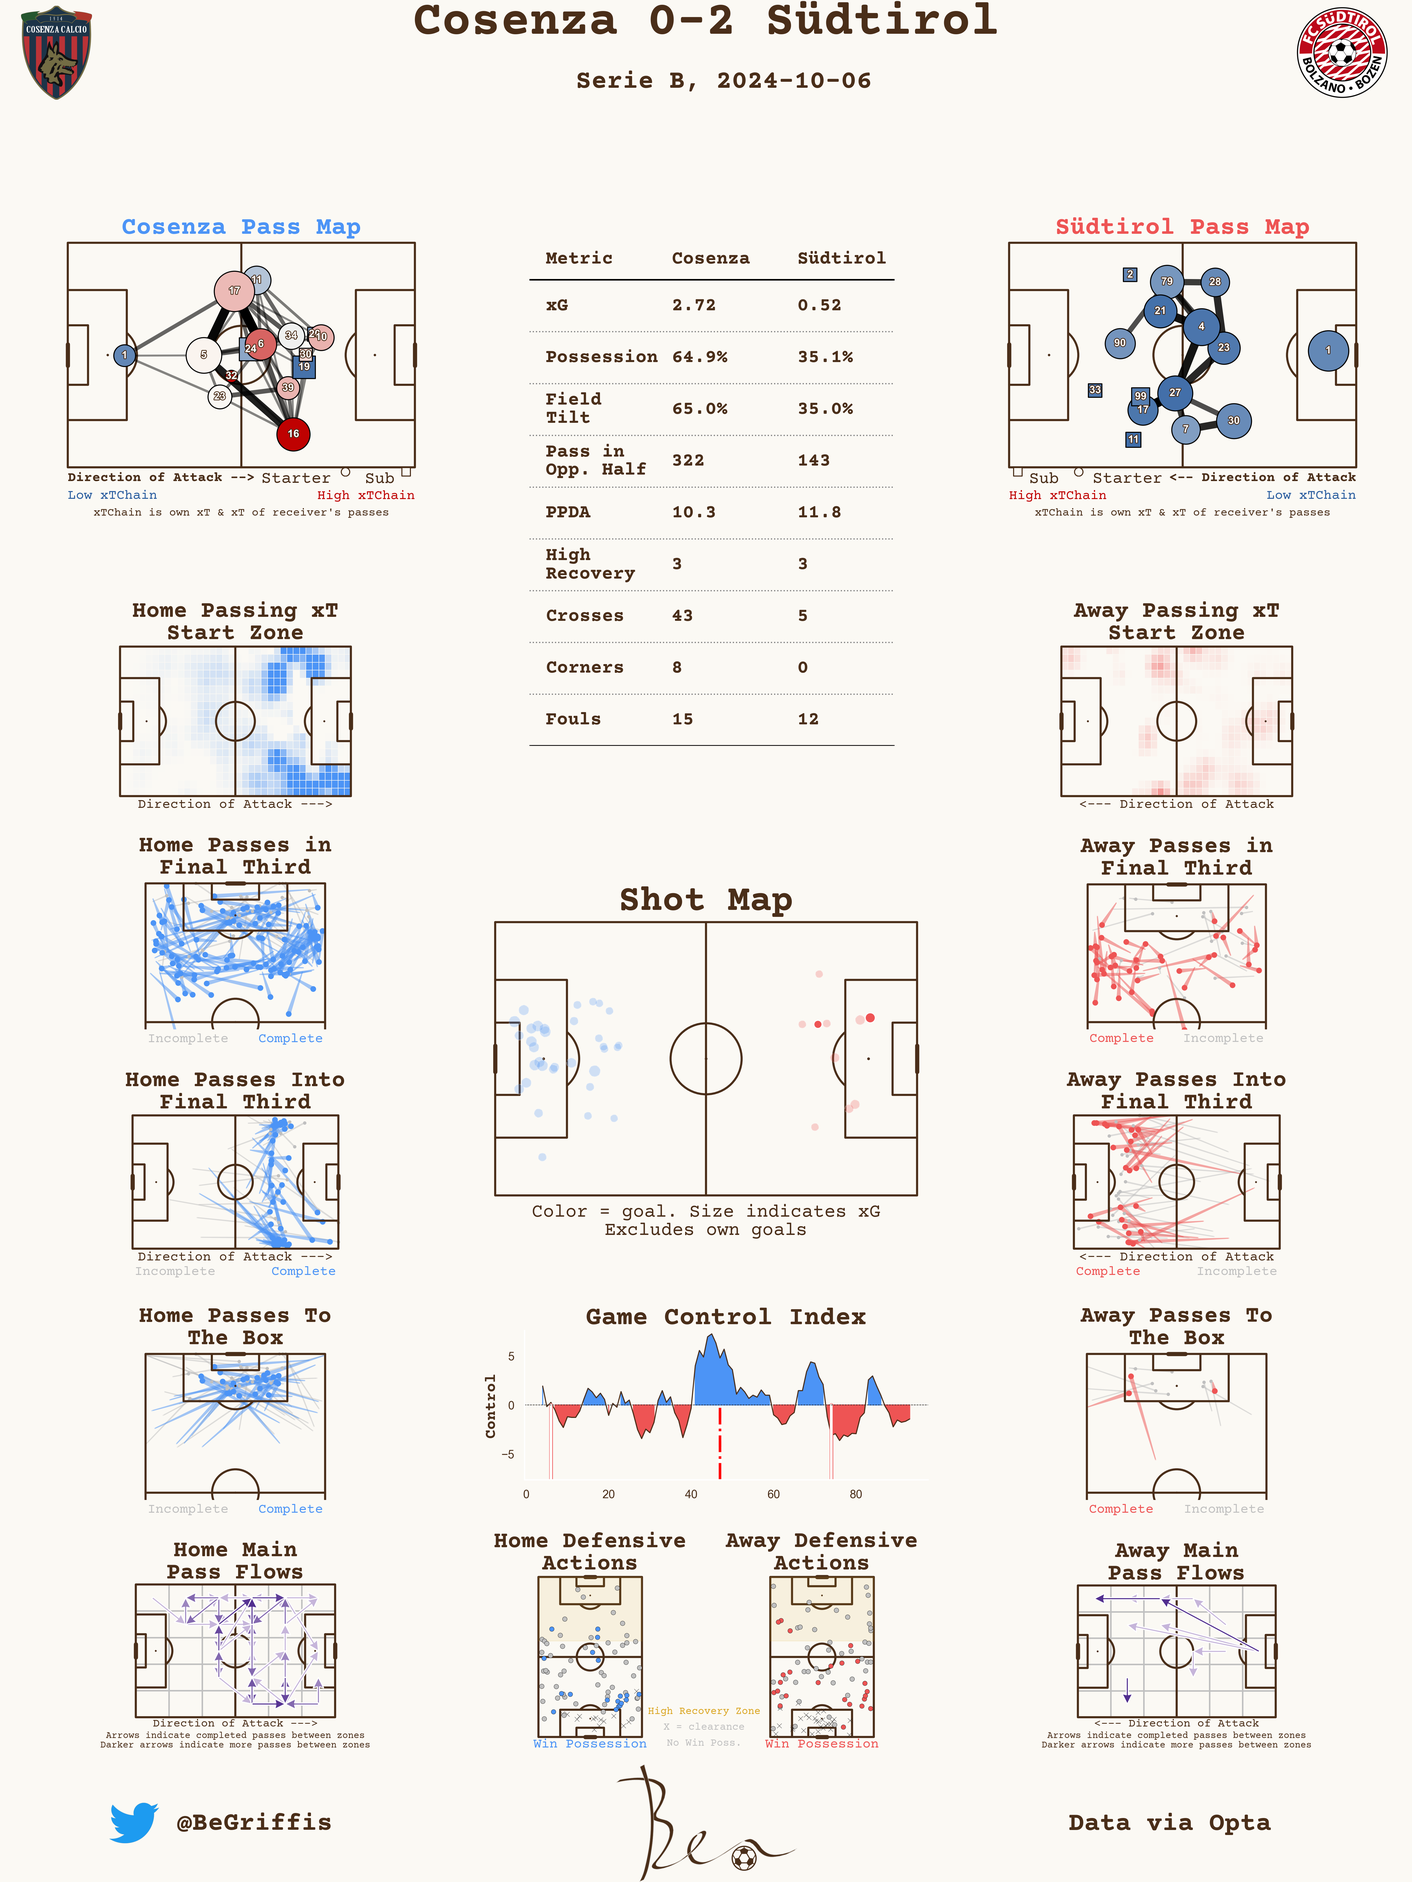 Cosenza 0-2 Südtirol
Serie B, 2024-10-06
1914
COSENZA CALCIO
FC SÜDTIROL
BOLZANO • BOZEN
Cosenza Pass Map
17
11
34
10
5
24
6
30
19
1
32
39
23
16
Direction of Attack --> Starter Sub
Low xTChain High xTChain
xTChain is own xT & xT of receiver's passes
Metric Cosenza Südtirol
xG 2.72 0.52
Possession 64.9% 35.1%
Field
Tilt 65.0% 35.0%
Pass in
Opp. Half 322 143
PPDA 10.3 11.8
High
Recovery 3 3
Crosses 43 5
Corners 8 0
Fouls 15 12
Südtirol Pass Map
2
79
28
21
4
90
23
1
33
99
27
17
7
30
11
Sub Starter <-- Direction of Attack
High xTChain Low xTChain
xTChain is own xT & xT of receiver's passes
Home Passing xT
Start Zone
Direction of Attack --->
Away Passing xT
Start Zone
<--- Direction of Attack
Home Passes in
Final Third
Incomplete Complete
Shot Map
Color = goal. Size indicates xG
Excludes own goals
Away Passes in
Final Third
Complete Incomplete
Home Passes Into
Final Third
Direction of Attack --->
Incomplete Complete
Away Passes Into
Final Third
<--- Direction of Attack
Complete Incomplete
Home Passes To
The Box
Incomplete Complete
Game Control Index
Control
5
0
−5
0 20 40 60 80
Away Passes To
The Box
Complete Incomplete
Home Main
Pass Flows
Direction of Attack --->
Arrows indicate completed passes between zones
Darker arrows indicate more passes between zones
Home Defensive
Actions
Win Possession
High Recovery Zone
X = clearance
No Win Poss.
Away Defensive
Actions
Win Possession
Away Main
Pass Flows
<--- Direction of Attack
Arrows indicate completed passes between zones
Darker arrows indicate more passes between zones
@BeGriffis
Ben
Data via Opta